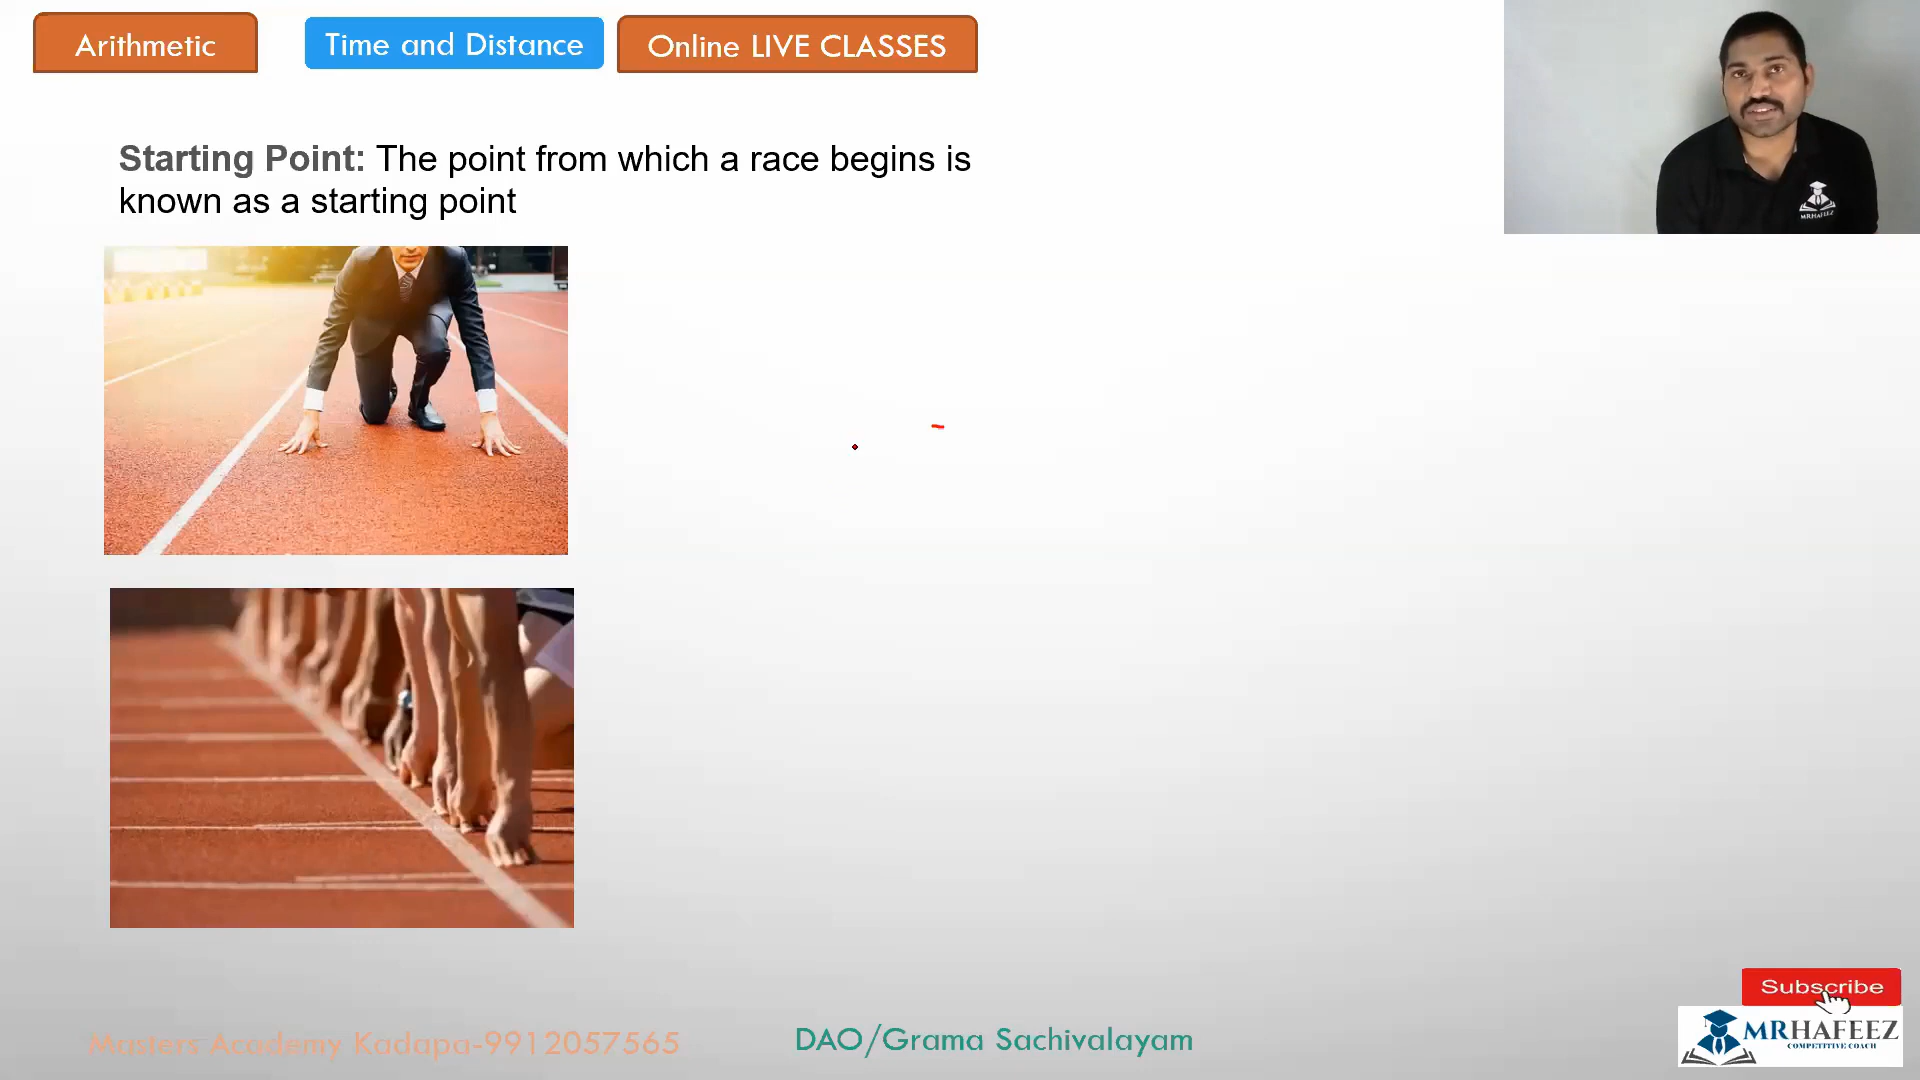 Arithmetic
Time and Distance
Online LIVE CLASSES
Starting Point: The point from which a race begins is
known as a starting point
MRHAFEEZ
Subscribe
MRHAFEEZ
COMPETITIVE COACH
Masters Academy Kadapa-9912057565
DAO/Grama Sachivalayam